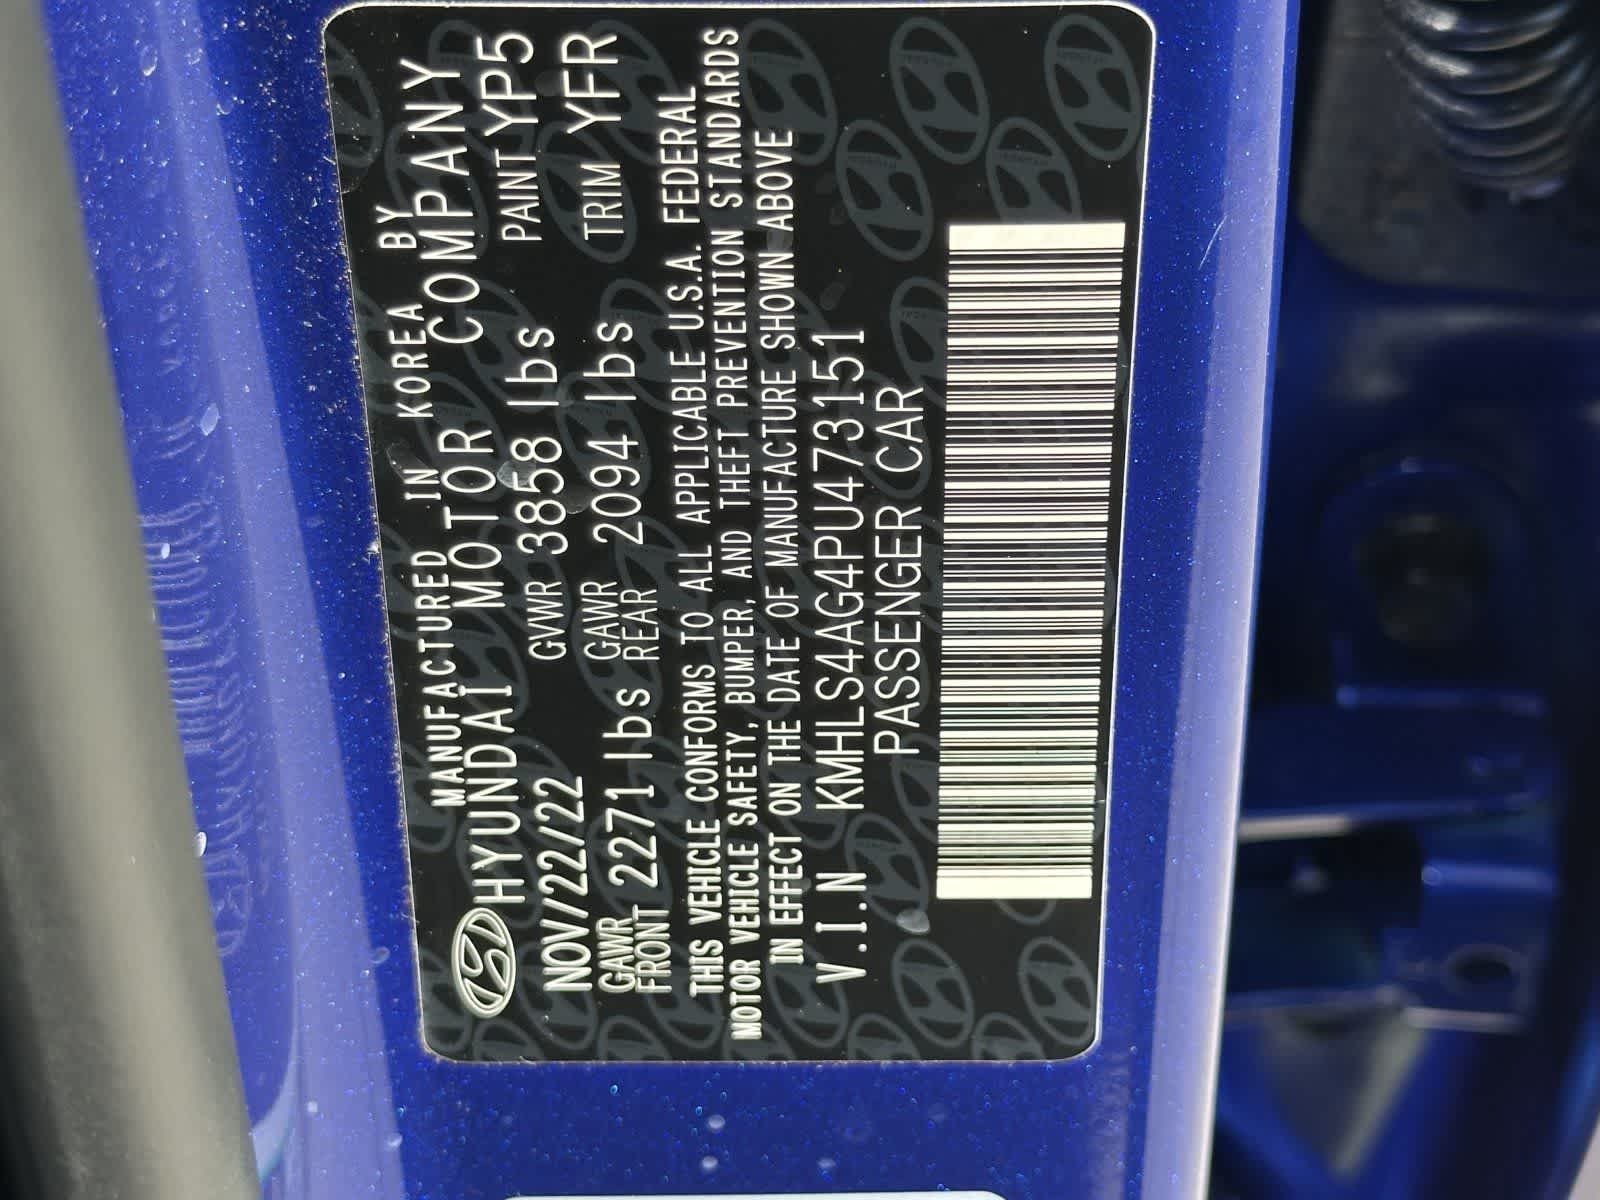 MANUFACTURED IN KOREA BY
HYUNDAI MOTOR COMPANY
NOV/22/22 GVWR 3858 lbs PAINT YP5
GAWR FRONT 2271 lbs GAWR REAR 2094 lbs TRIM YFR
THIS VEHICLE CONFORMS TO ALL APPLICABLE U.S.A. FEDERAL
MOTOR VEHICLE SAFETY, BUMPER, AND THEFT PREVENTION STANDARDS
IN EFFECT ON THE DATE OF MANUFACTURE SHOWN ABOVE
V.I.N KMHLS4AG4PU473151
PASSENGER CAR